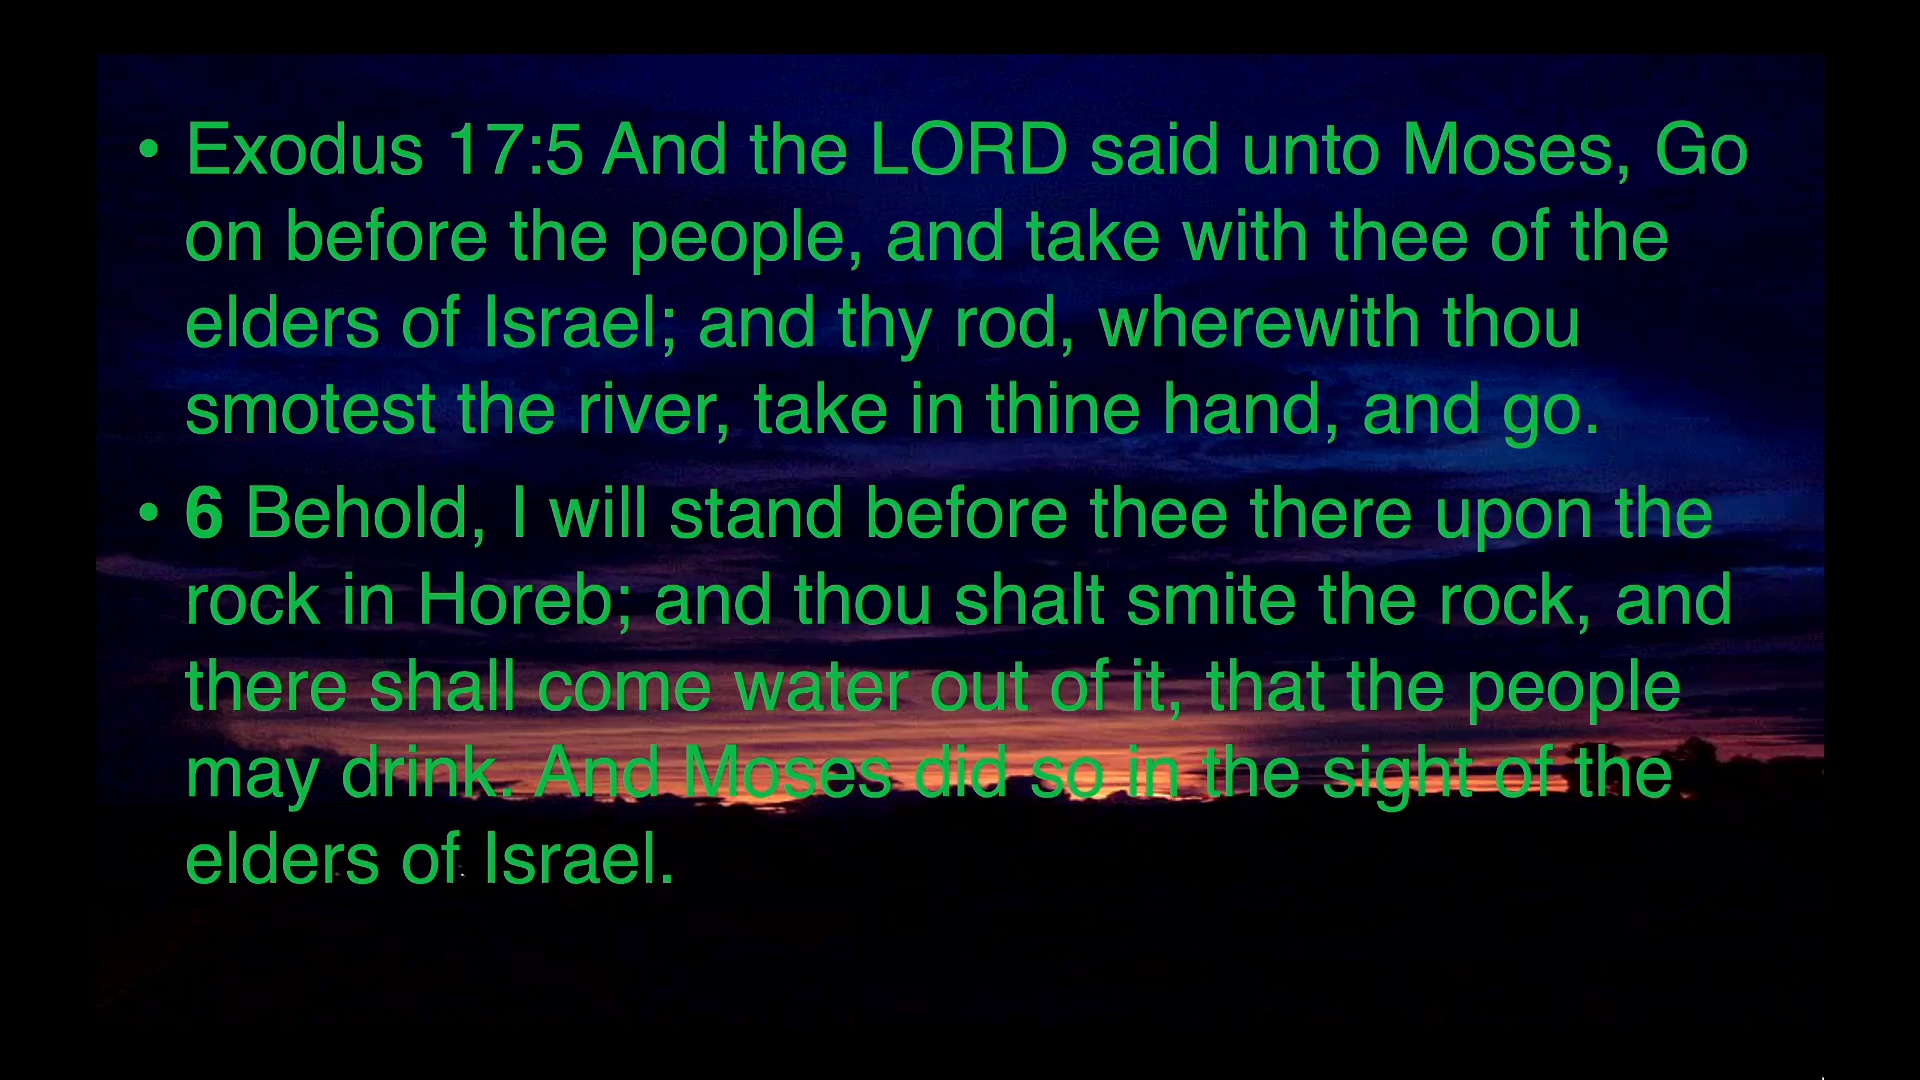 • Exodus 17:5 And the LORD said unto Moses, Go
on before the people, and take with thee of the
elders of Israel; and thy rod, wherewith thou
smotest the river, take in thine hand, and go.
• 6 Behold, I will stand before thee there upon the
rock in Horeb; and thou shalt smite the rock, and
there shall come water out of it, that the people
may drink. And Moses did so in the sight of the
elders of Israel.